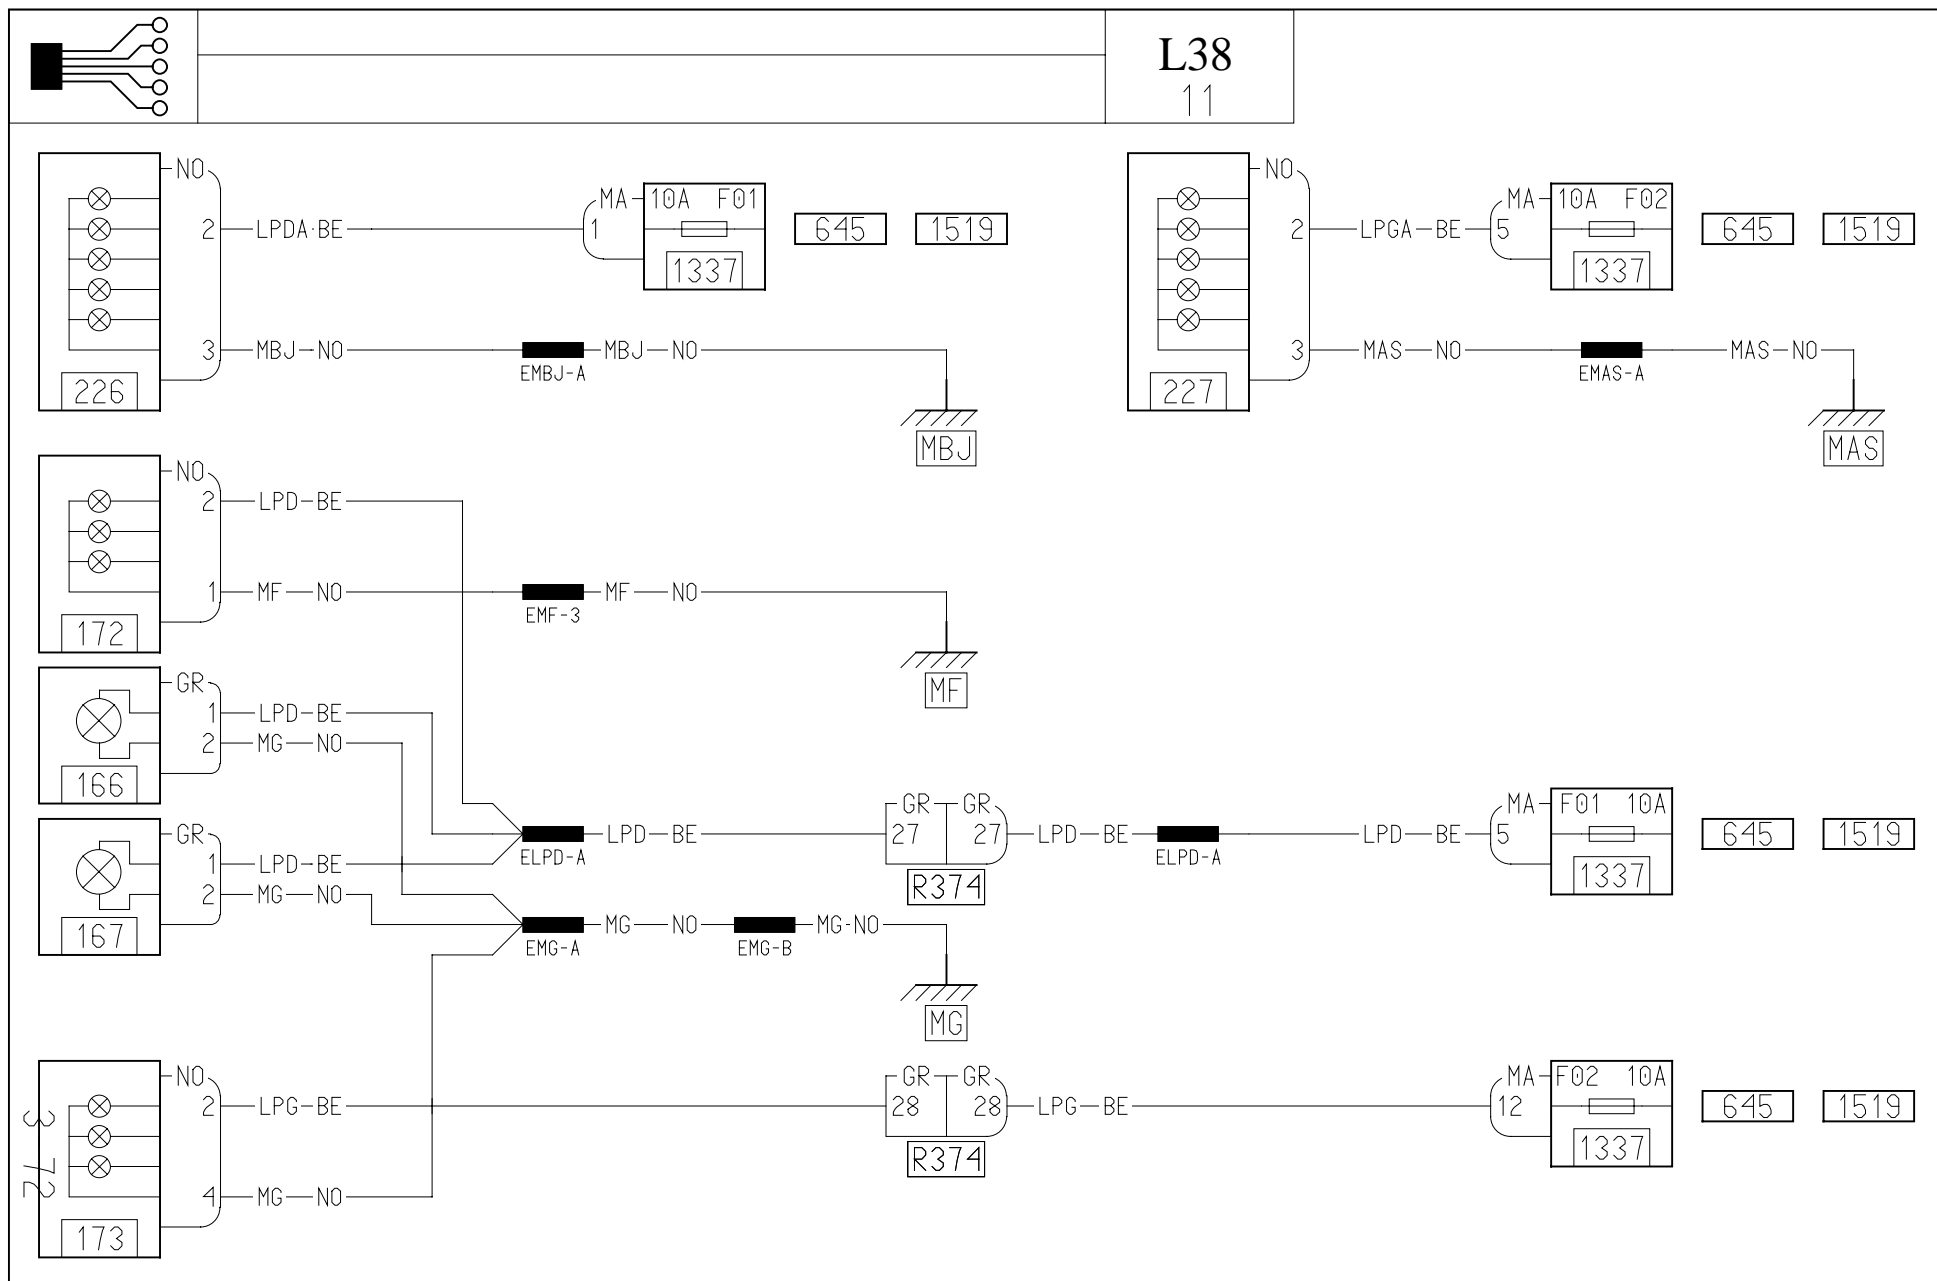 L38
11
NO
2 LPDA BE
MA 10A F01
1
1337
645 1519
3 MBJ NO
EMBJ-A
MBJ NO
226
MBJ
NO
2 LPGA BE
MA 10A F02
5
1337
645 1519
3 MAS NO
EMAS-A
MAS NO
227
MAS
NO
2 LPD BE
1 MF NO
EMF-3
MF NO
172
MF
GR
1 LPD BE
2 MG NO
166
GR
1 LPD BE
2 MG NO
167
ELPD-A
LPD BE
GR GR
27 27
R374
LPD BE
ELPD-A
LPD BE
MA F01 10A
5
1337
645 1519
EMG-A
MG NO
EMG-B
MG NO
MG
NO
2 LPG BE
GR GR
28 28
R374
LPG BE
MA F02 10A
12
1337
645 1519
4 MG NO
173
3 72